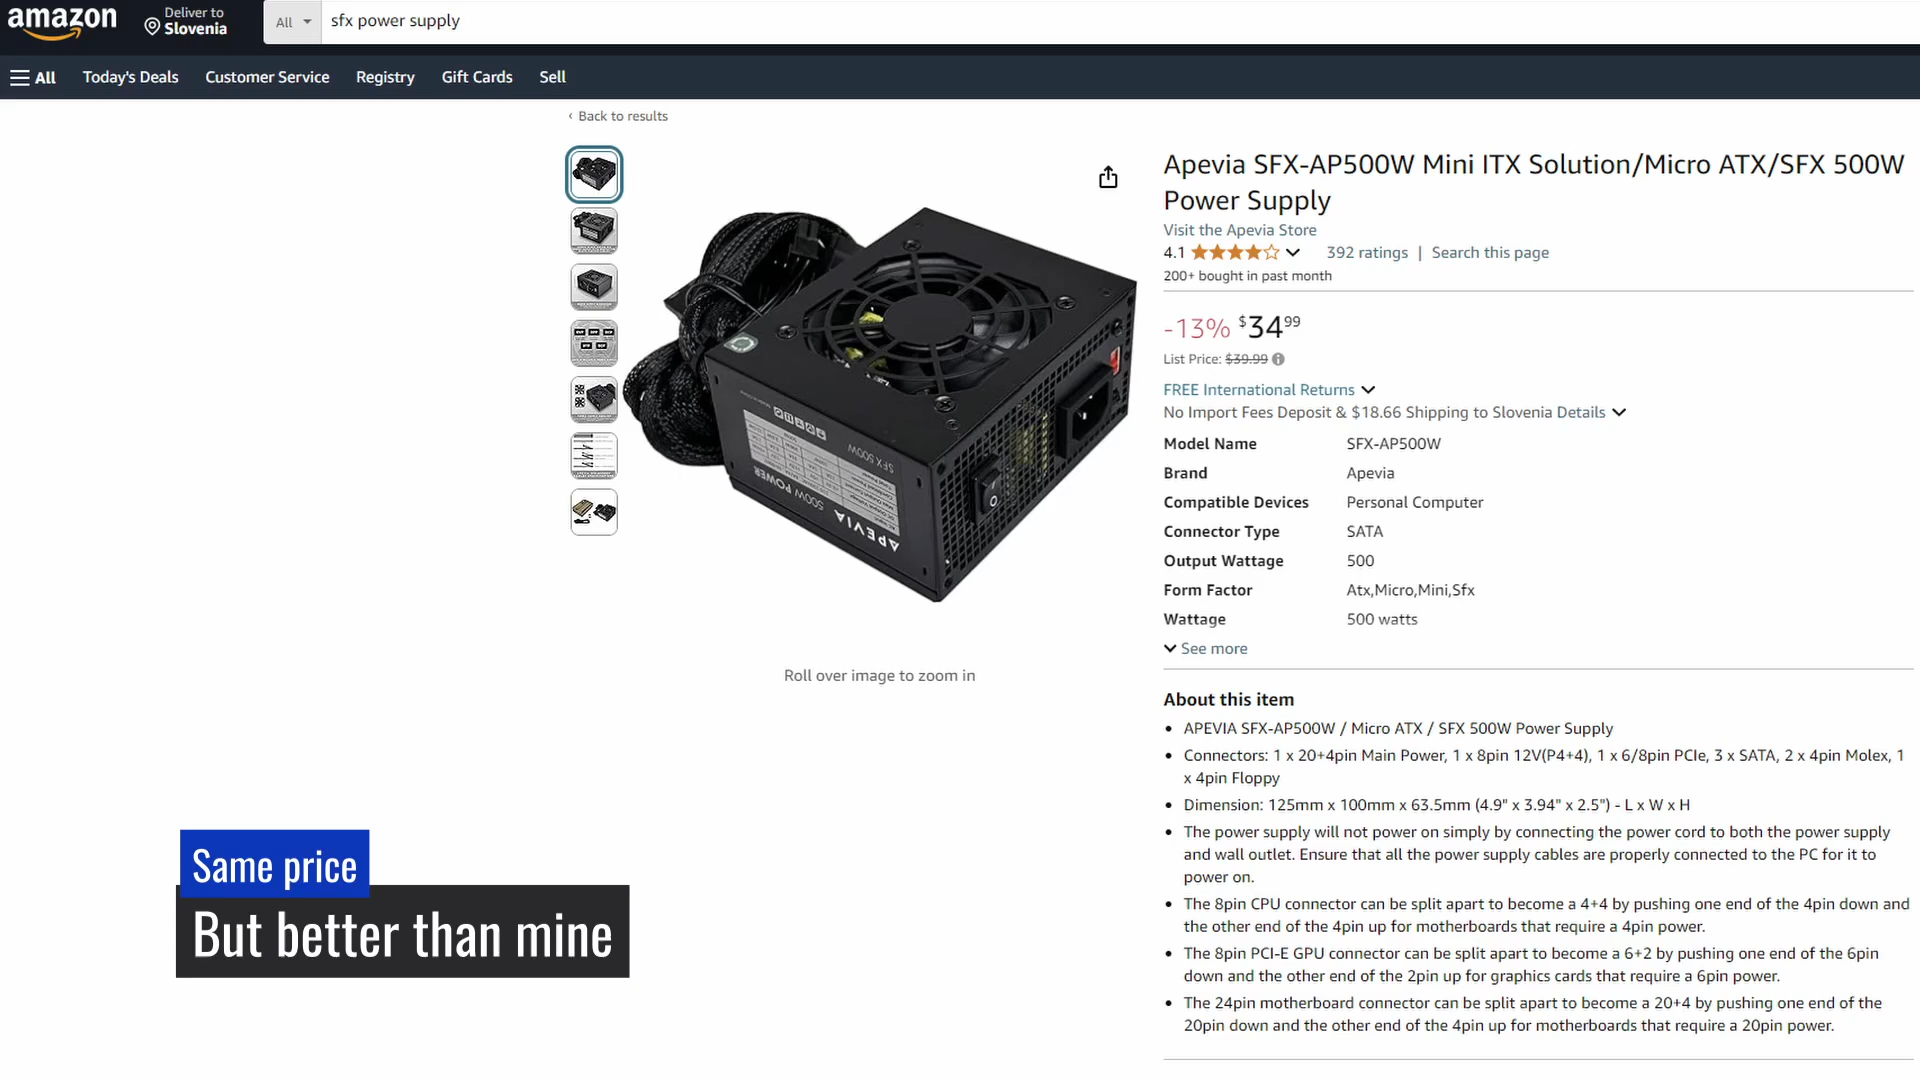 amazon
Deliver to
Slovenia
All
sfx power supply
All
Today's Deals
Customer Service
Registry
Gift Cards
Sell
‹ Back to results
Apevia SFX-AP500W Mini ITX Solution/Micro ATX/SFX 500W
Power Supply
Visit the Apevia Store
4.1
392 ratings | Search this page
200+ bought in past month
-13% $3499
List Price: $39.99
FREE International Returns
No Import Fees Deposit & $18.66 Shipping to Slovenia Details
Model Name SFX-AP500W
Brand Apevia
Compatible Devices Personal Computer
Connector Type SATA
Output Wattage 500
Form Factor Atx,Micro,Mini,Sfx
Wattage 500 watts
See more
SFX 500W
APEVIA 500W POWER
Roll over image to zoom in
About this item
• APEVIA SFX-AP500W / Micro ATX / SFX 500W Power Supply
• Connectors: 1 x 20+4pin Main Power, 1 x 8pin 12V(P4+4), 1 x 6/8pin PCIe, 3 x SATA, 2 x 4pin Molex, 1
x 4pin Floppy
• Dimension: 125mm x 100mm x 63.5mm (4.9" x 3.94" x 2.5") - L x W x H
• The power supply will not power on simply by connecting the power cord to both the power supply
and wall outlet. Ensure that all the power supply cables are properly connected to the PC for it to
power on.
• The 8pin CPU connector can be split apart to become a 4+4 by pushing one end of the 4pin down and
the other end of the 4pin up for motherboards that require a 4pin power.
• The 8pin PCI-E GPU connector can be split apart to become a 6+2 by pushing one end of the 6pin
down and the other end of the 2pin up for graphics cards that require a 6pin power.
• The 24pin motherboard connector can be split apart to become a 20+4 by pushing one end of the
20pin down and the other end of the 4pin up for motherboards that require a 20pin power.
Same price
But better than mine